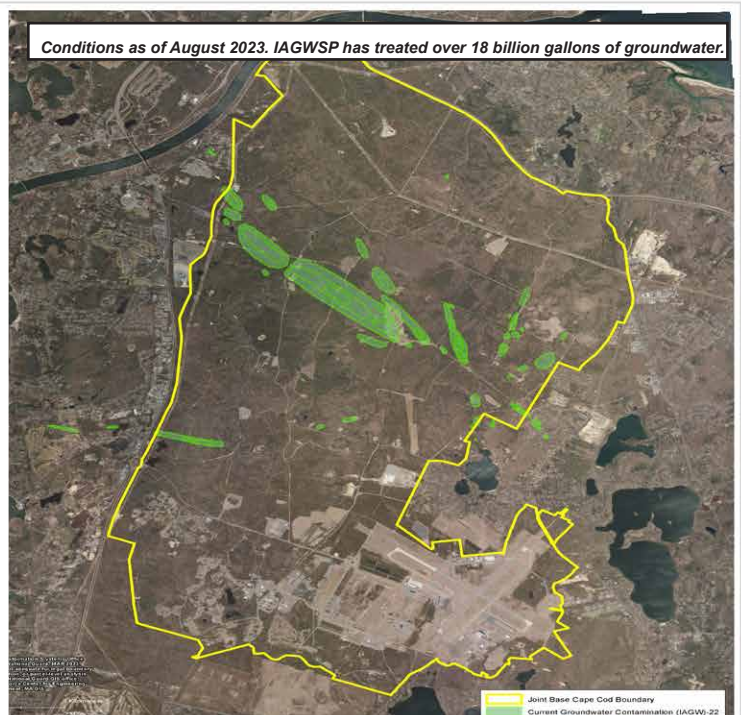 Conditions as of August 2023. IAGWSP has treated over 18 billion gallons of groundwater.
Joint Base Cape Cod Boundary
Current Groundwater Contamination (IAGW)-22